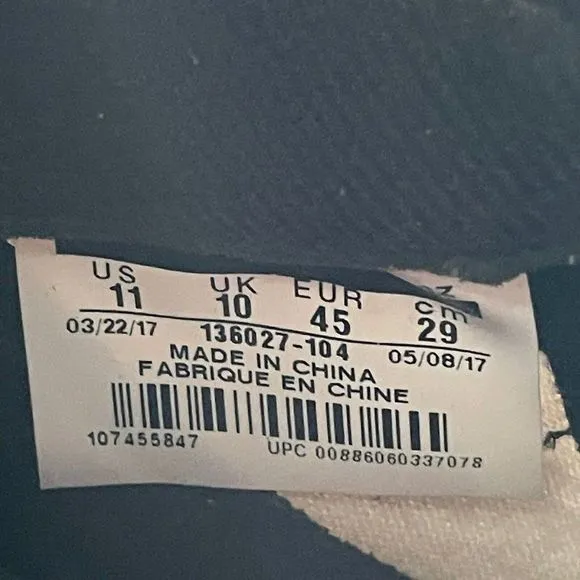 US UK EUR cm
11 10 45 29
03/22/17 136027-104 05/08/17
MADE IN CHINA
FABRIQUE EN CHINE
107455847 UPC 00886060337078